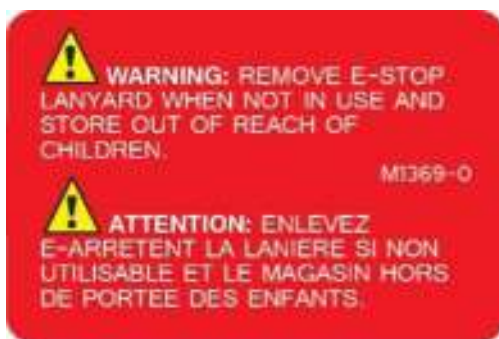 WARNING: REMOVE E-STOP
LANYARD WHEN NOT IN USE AND
STORE OUT OF REACH OF
CHILDREN.
M1369-0
ATTENTION: ENLEVEZ
E-ARRETENT LA LANIERE SI NON
UTILISABLE ET LE MAGASIN HORS
DE PORTEE DES ENFANTS.